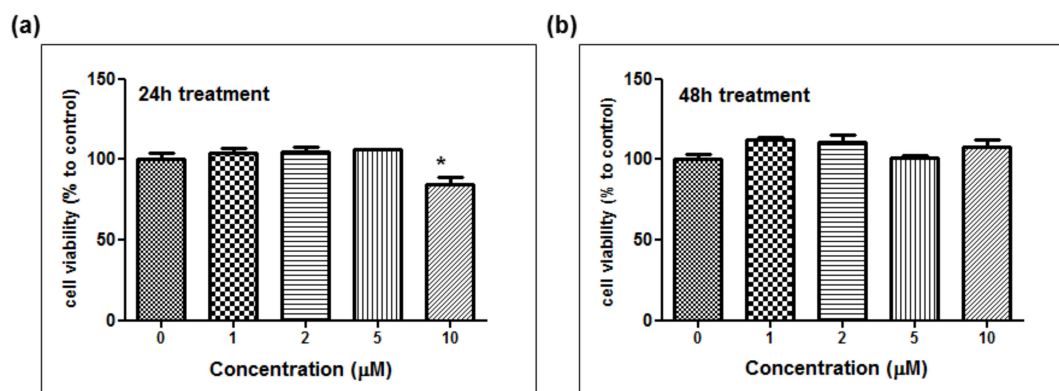 (a)
24h treatment
cell viability (% to control)
150
100
50
0
*
0 1 2 5 10
Concentration (μM)
(b)
48h treatment
cell viability (% to control)
150
100
50
0
0 1 2 5 10
Concentration (μM)